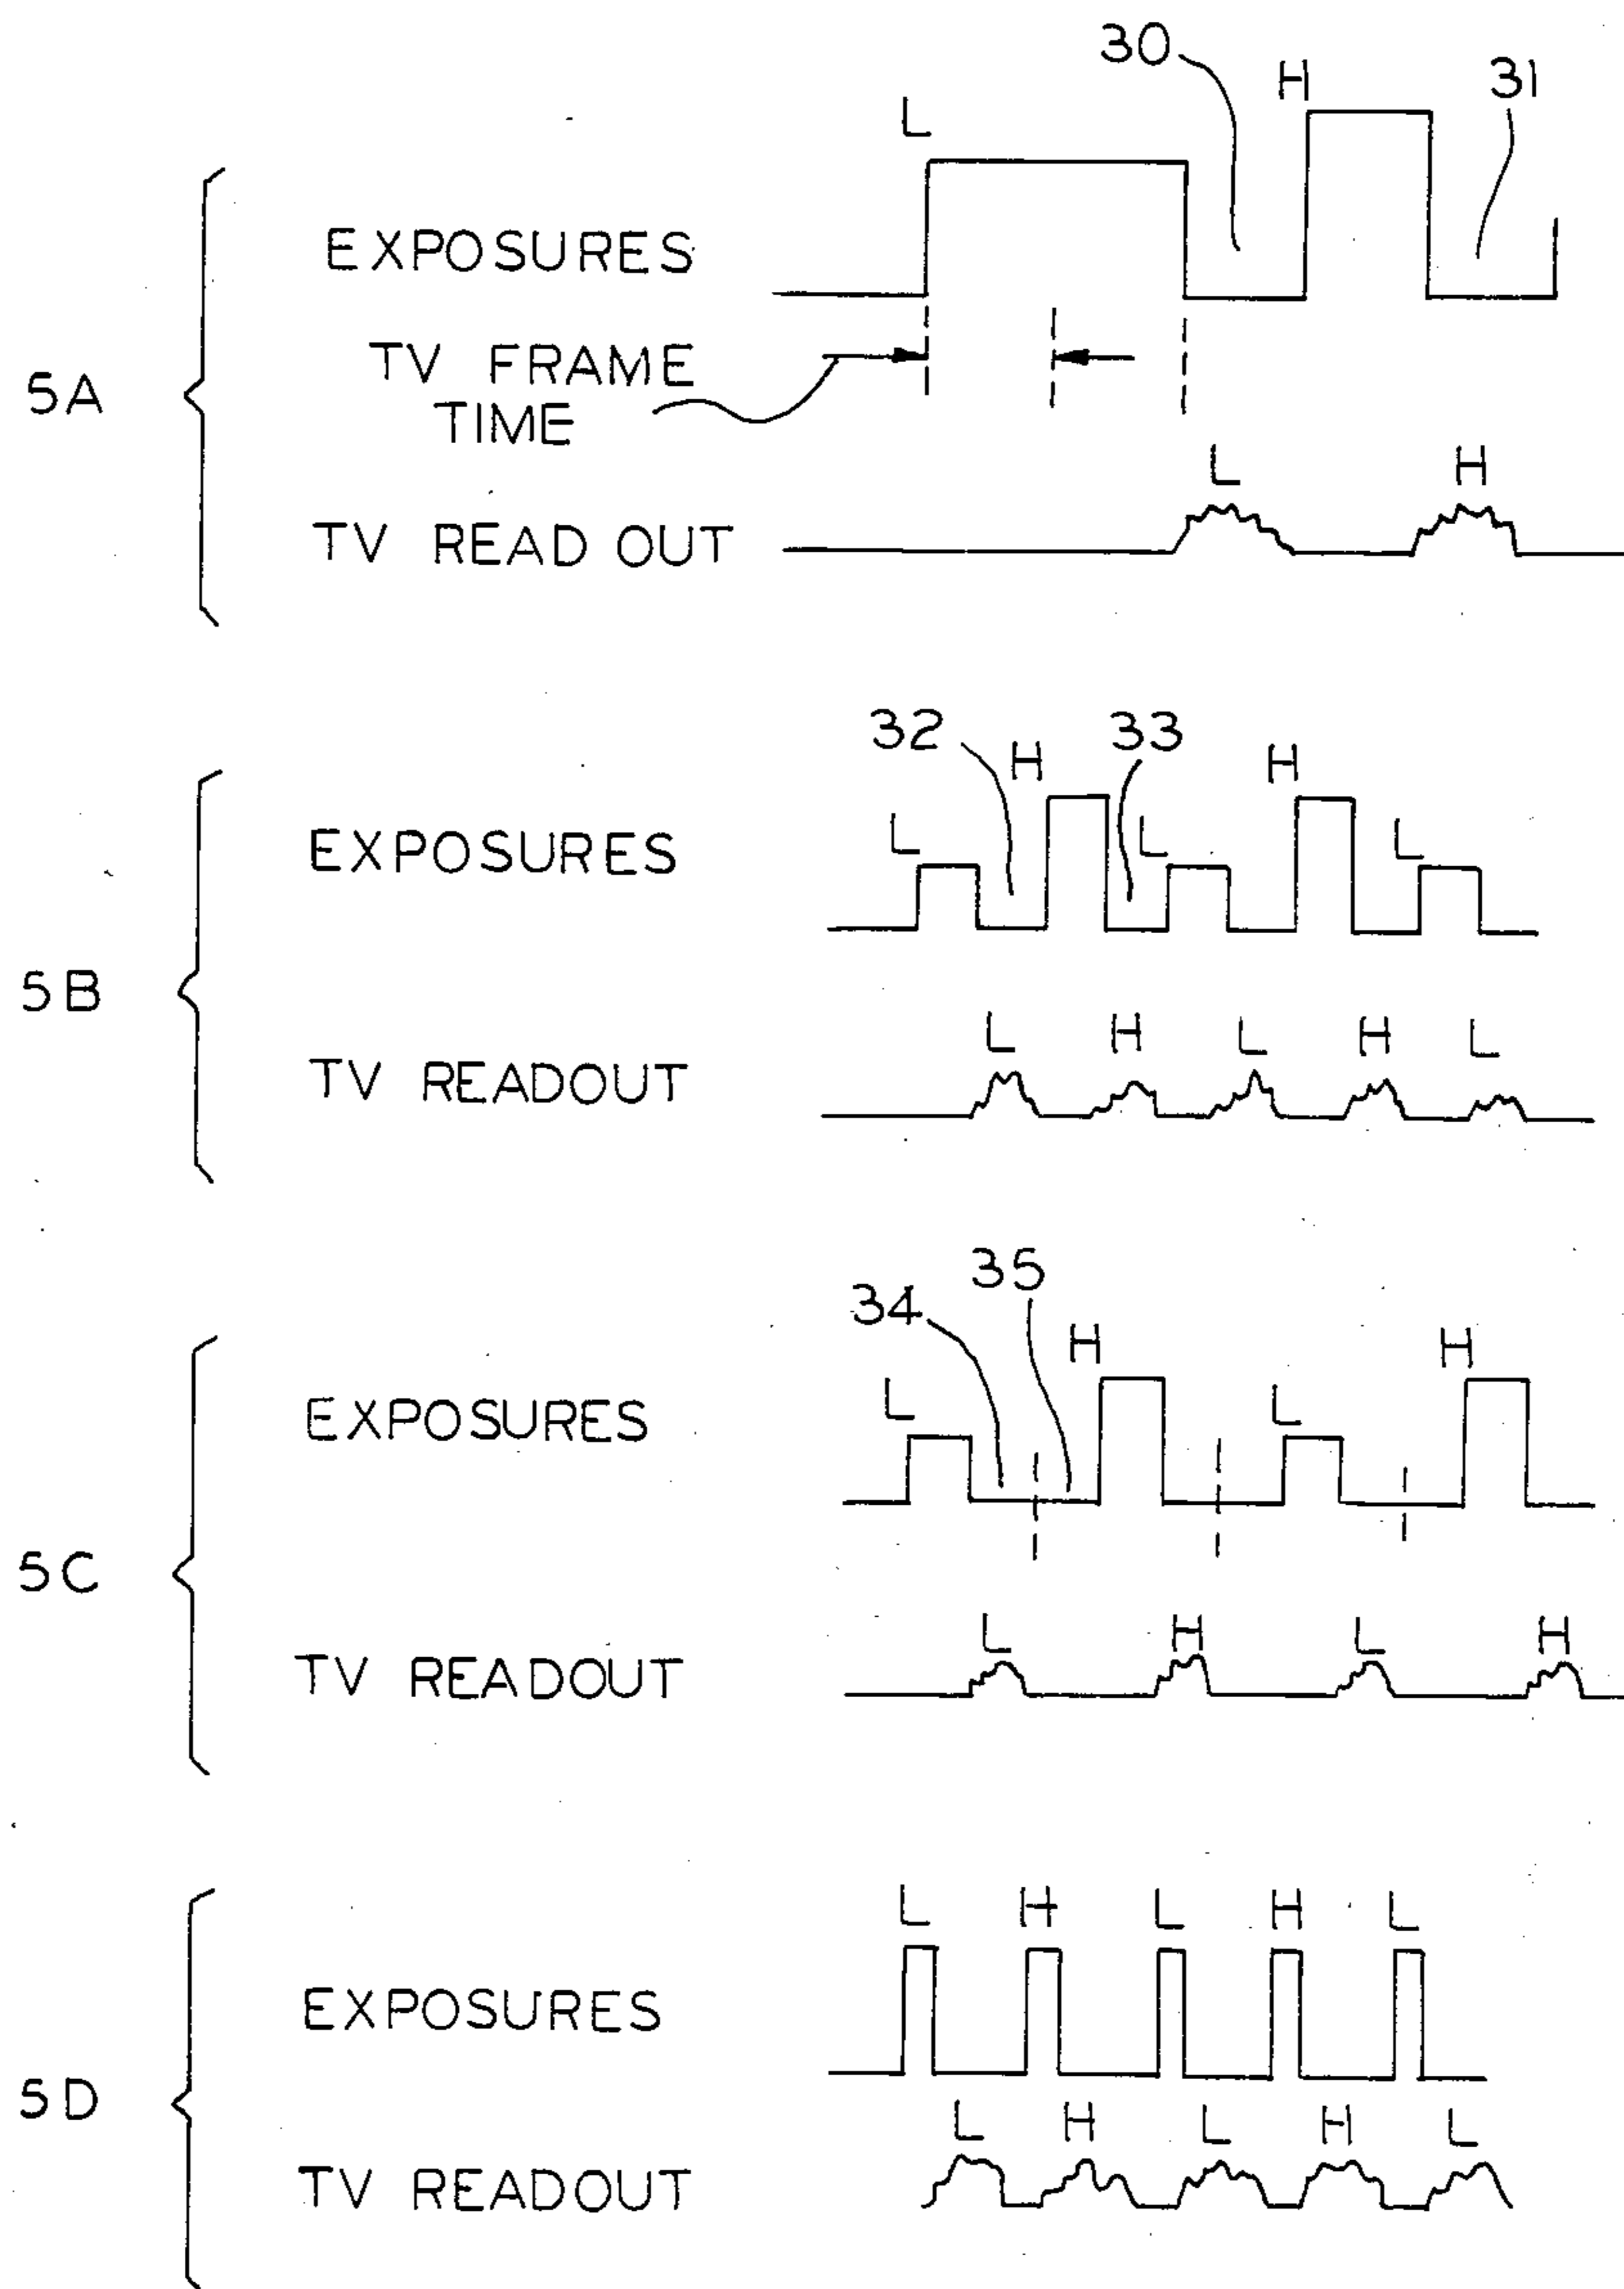 30 H 31
L
EXPOSURES
TV FRAME
TIME
5A
L H
TV READ OUT
32 H 33 H
L L L
EXPOSURES
5B
L H L H L
TV READOUT
35
34 H H
L L
EXPOSURES
5C
L H L H
TV READOUT
L H L H L
EXPOSURES
5D
L H L H L
TV READOUT